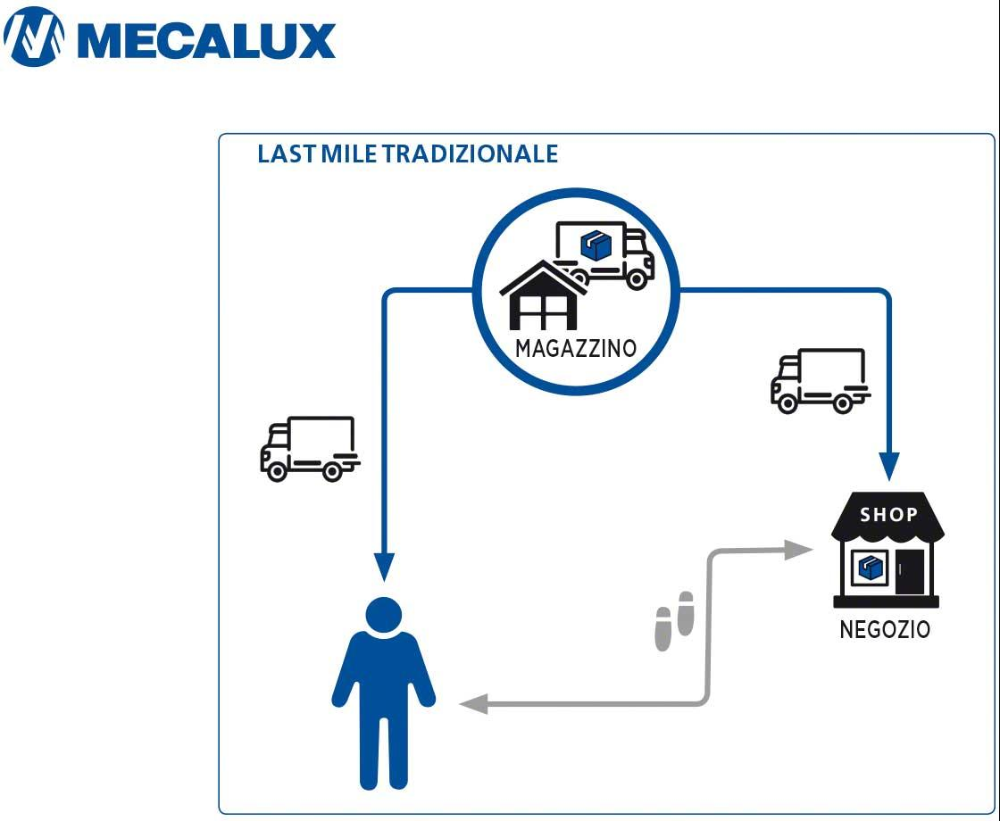 MECALUX
LAST MILE TRADIZIONALE
MAGAZZINO
SHOP
NEGOZIO